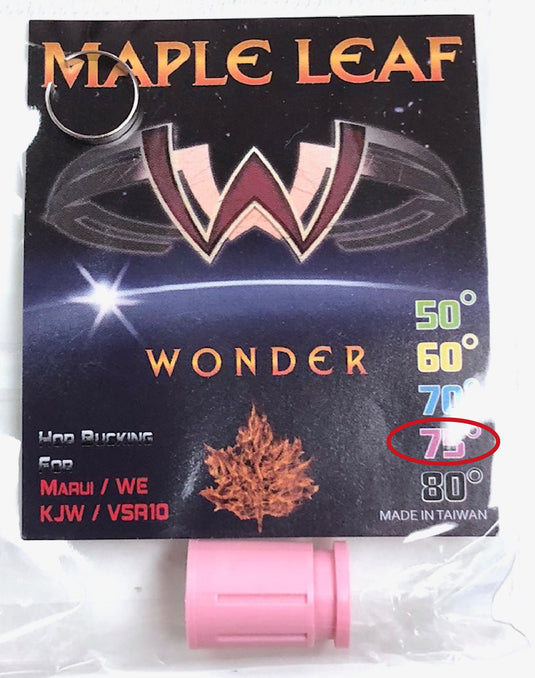 MAPLE LEAF
W
50°
60°
WONDER
70°
75°
Hop Bucking
For
Marui / WE
KJW / VSR10
80°
MADE IN TAIWAN